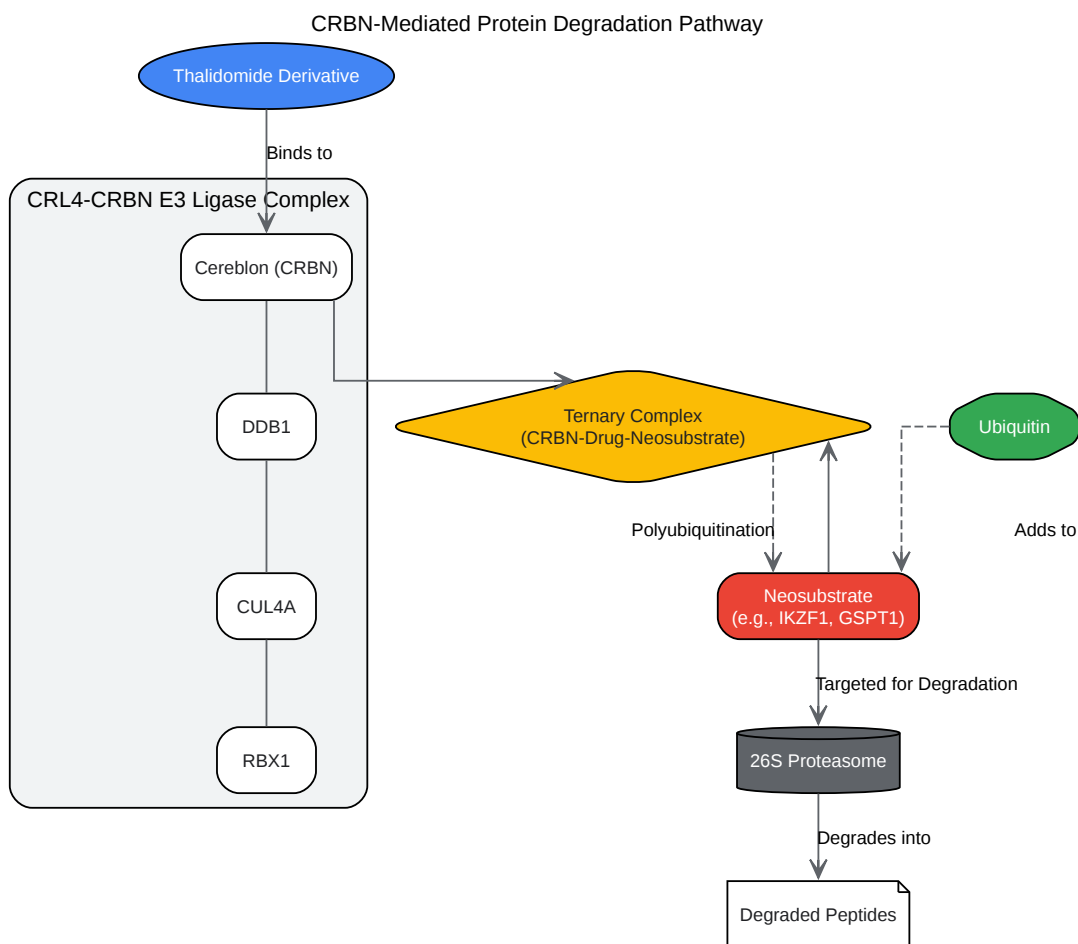 CRBN-Mediated Protein Degradation Pathway
Thalidomide Derivative
Binds to
CRL4-CRBN E3 Ligase Complex
Cereblon (CRBN)
DDB1
Ternary Complex
(CRBN-Drug-Neosubstrate)
Ubiquitin
Polyubiquitination
Adds to
CUL4A
Neosubstrate
(e.g., IKZF1, GSPT1)
Targeted for Degradation
RBX1
26S Proteasome
Degrades into
Degraded Peptides